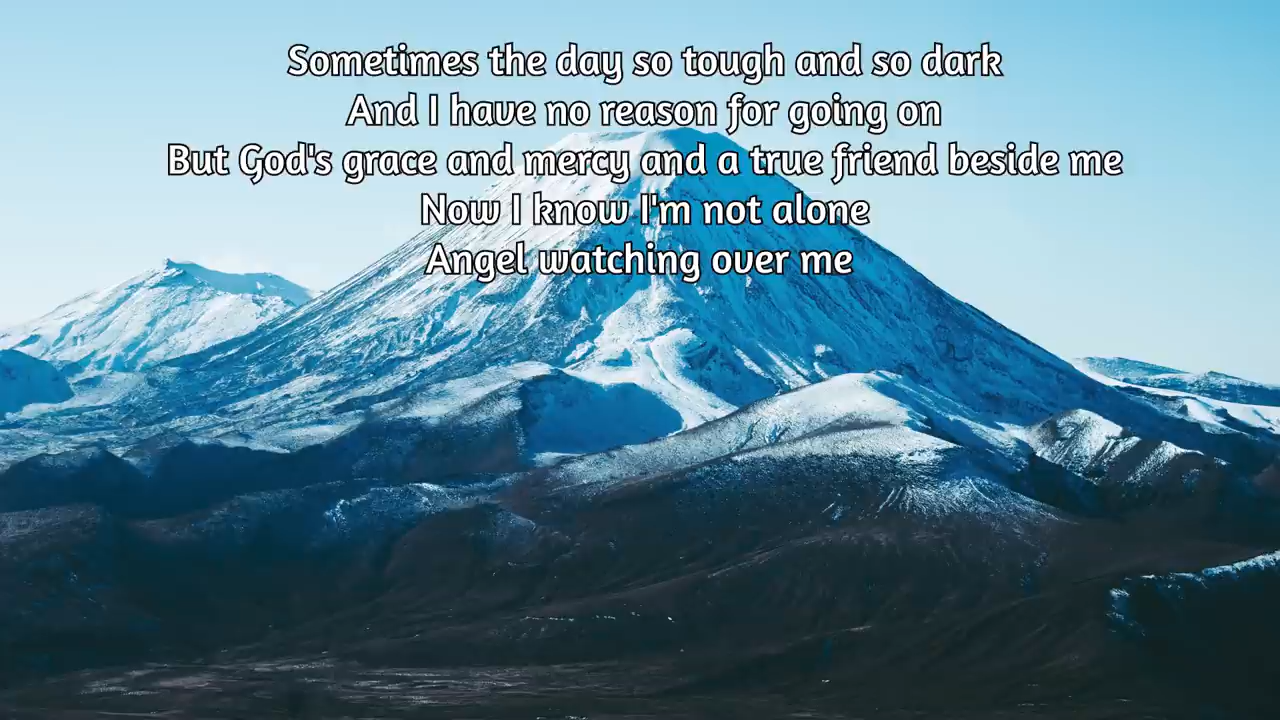 Sometimes the day so tough and so dark
And I have no reason for going on
But God's grace and mercy and a true friend beside me
Now I know I'm not alone
Angel watching over me